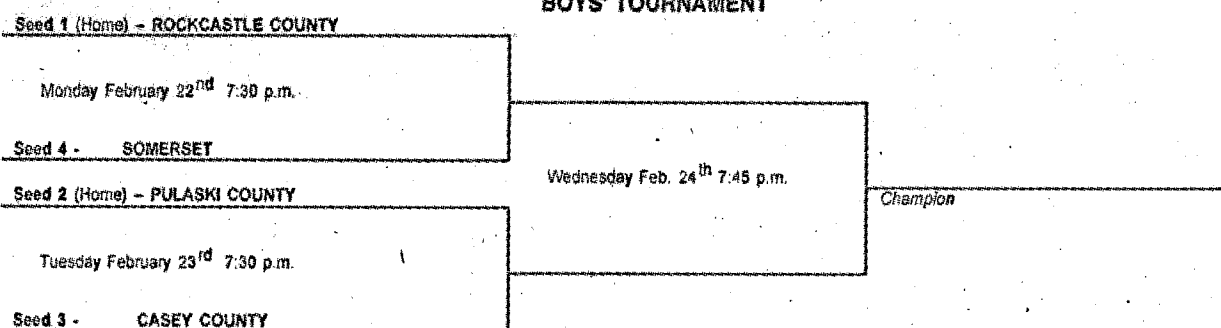 BOYS' TOURNAMENT
Seed 1 (Home) – ROCKCASTLE COUNTY
Monday February 22nd 7:30 p.m.
Seed 4 - SOMERSET
Wednesday Feb. 24th 7:45 p.m.
Seed 2 (Home) – PULASKI COUNTY
Champion
Tuesday February 23rd 7:30 p.m.
Seed 3 - CASEY COUNTY